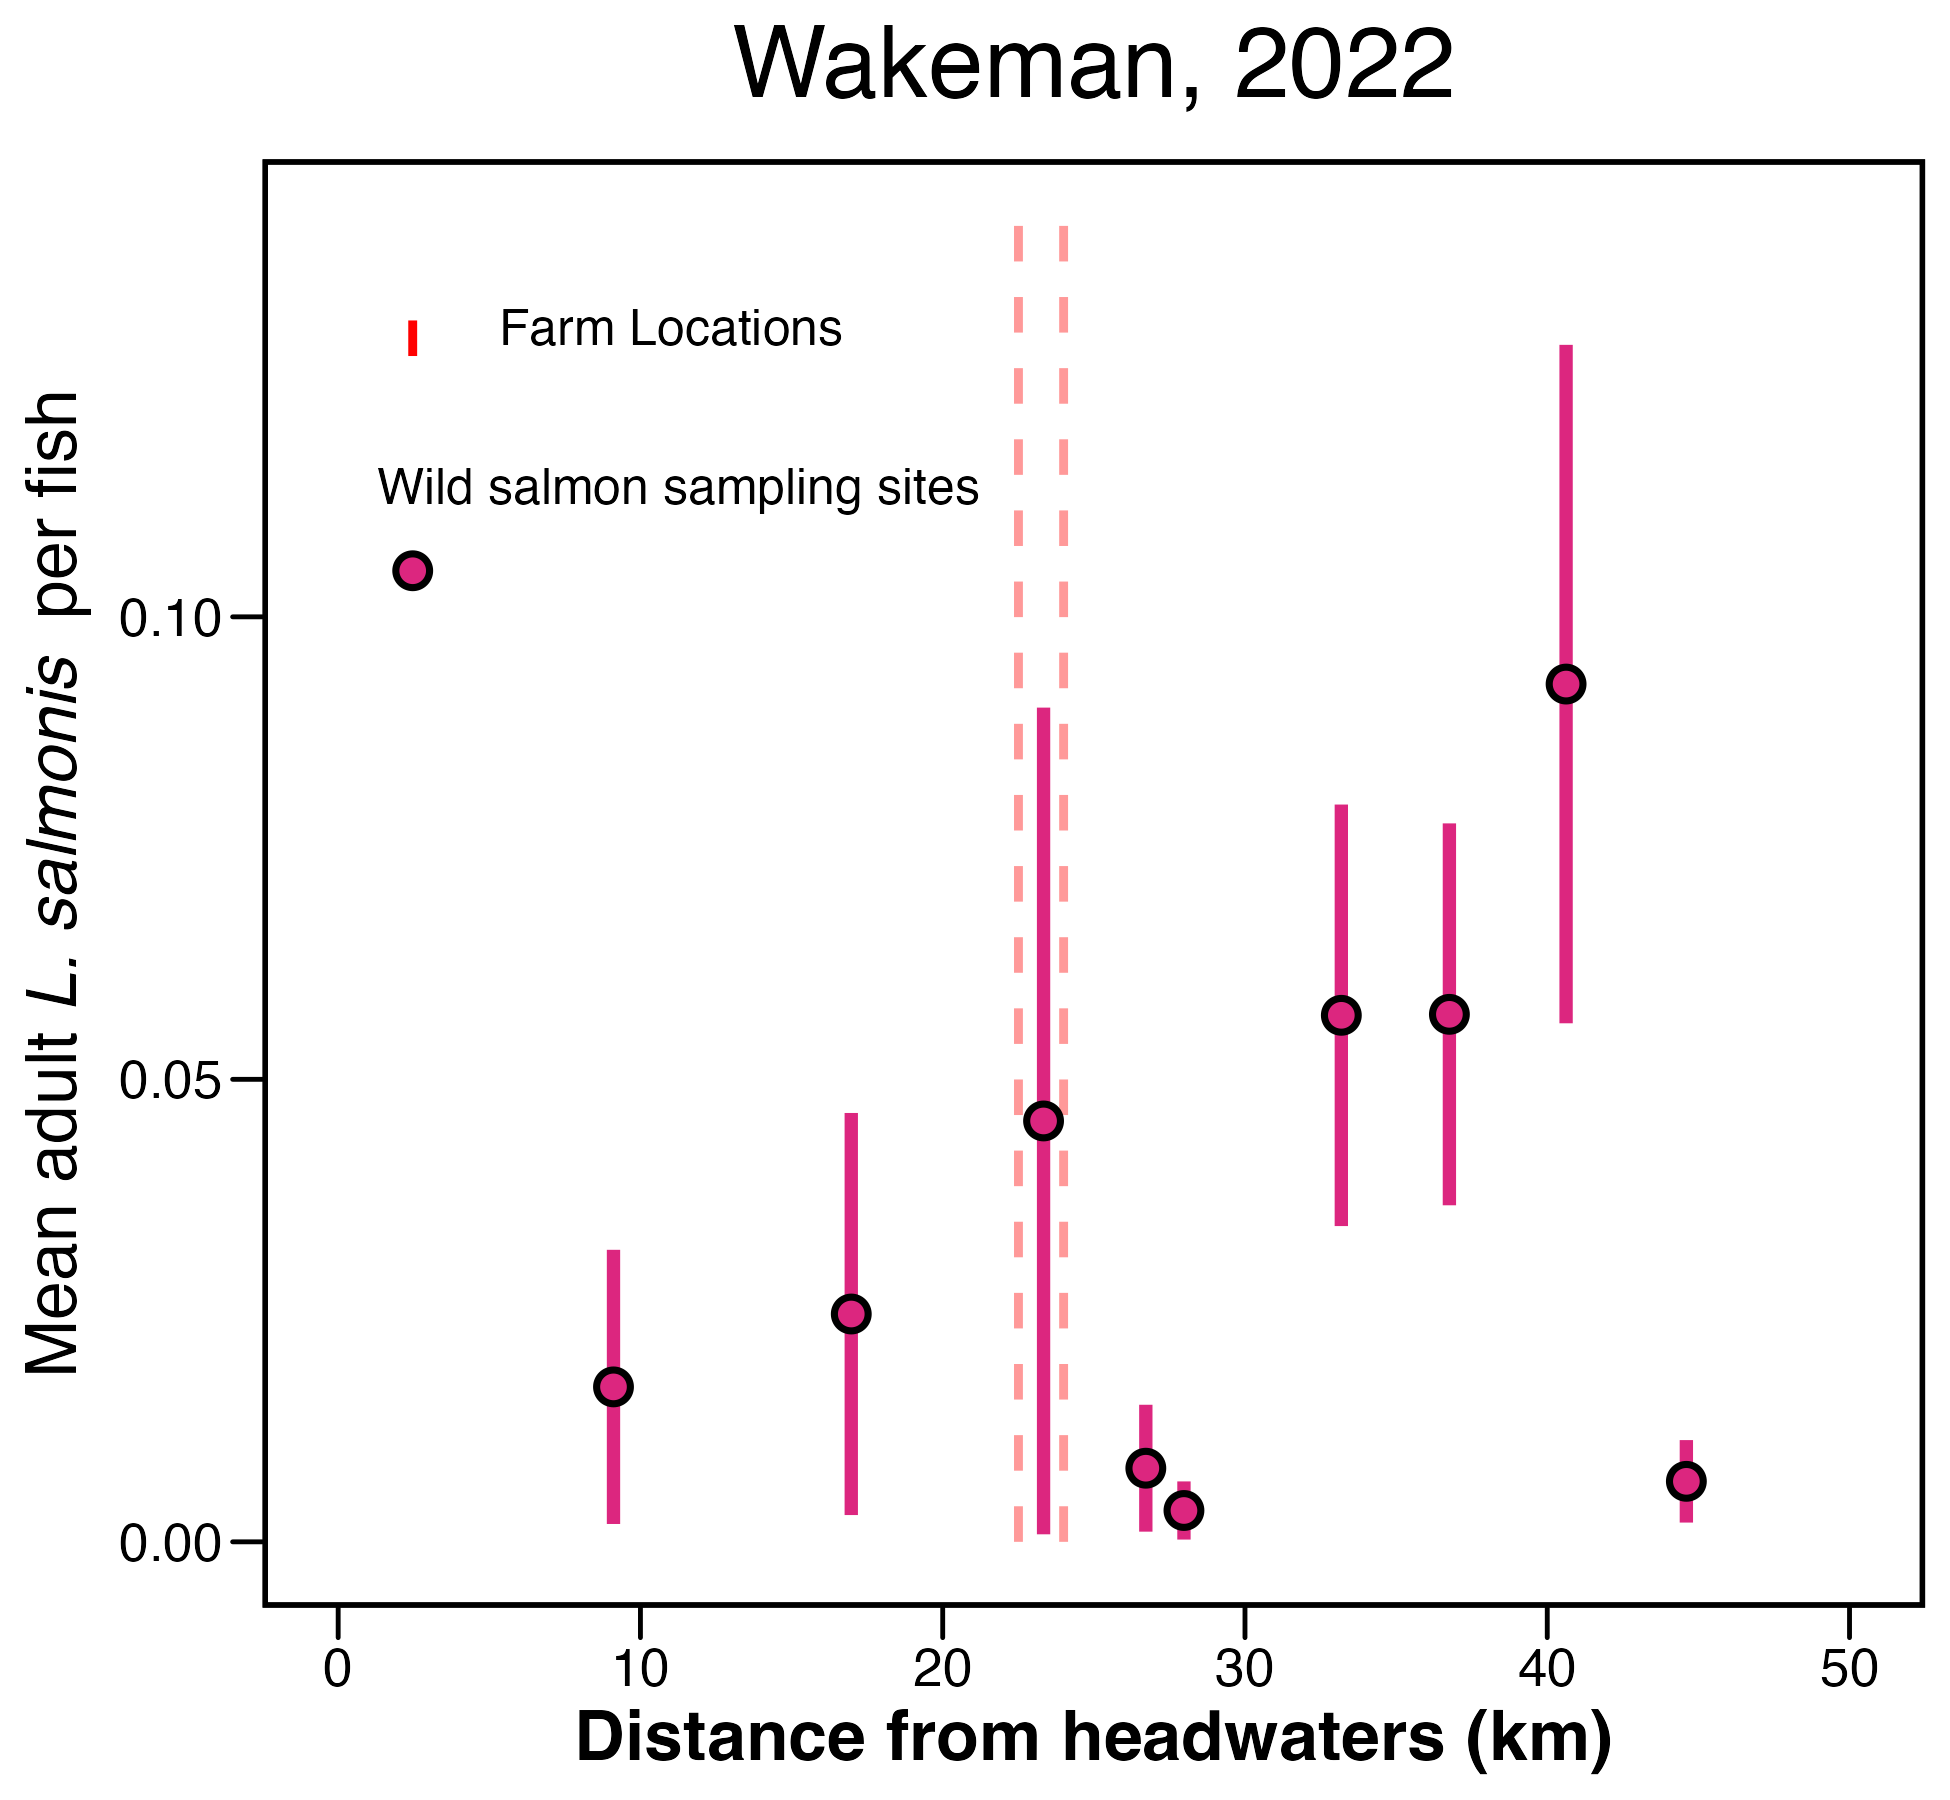 Wakeman, 2022
Mean adult L. salmonis per fish
Farm Locations
Wild salmon sampling sites
0.10
0.05
0.00
0 10 20 30 40 50
Distance from headwaters (km)